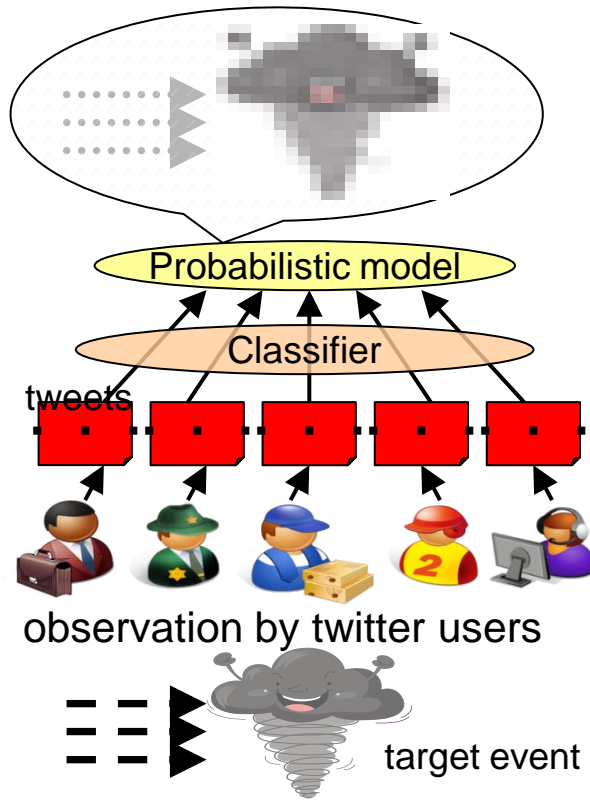 Probabilistic model
Classifier
tweets
2
observation by twitter users
target event